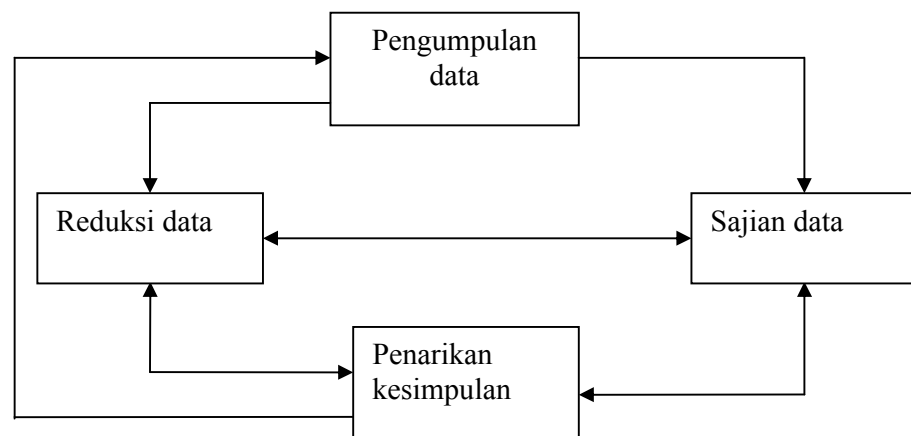 Pengumpulan
data
Reduksi data
Sajian data
Penarikan
kesimpulan